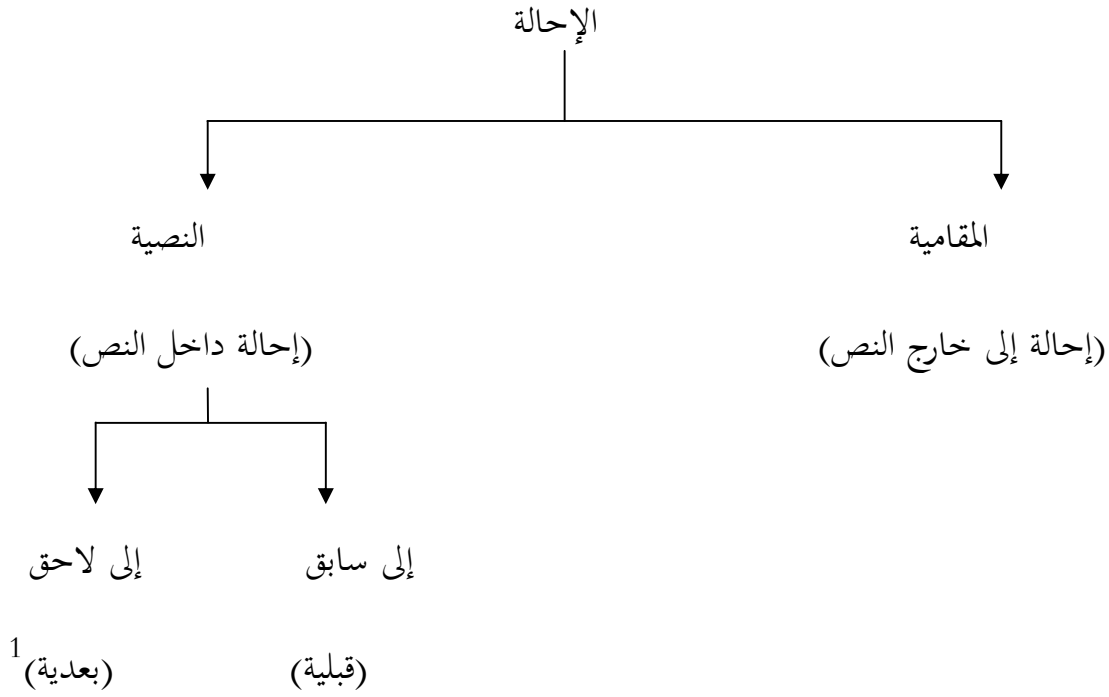 الإحالة
المقامية النصية
(إحالة إلى خارج النص) (إحالة داخل النص)
إلى سابق إلى لاحق
(قبلية) (بعدية)1